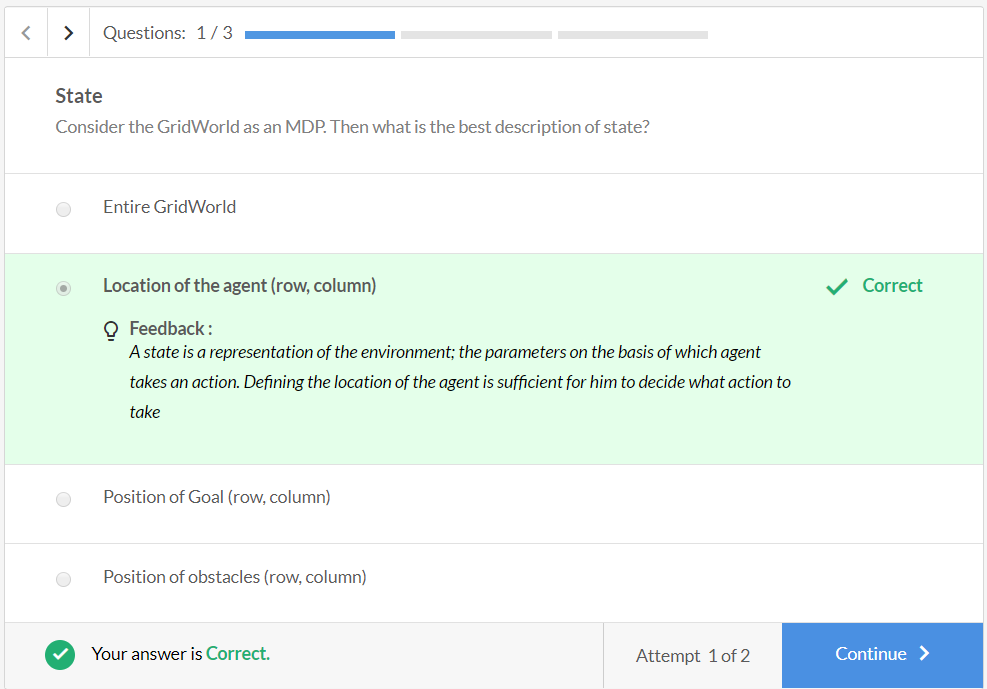 Questions: 1 / 3
State
Consider the GridWorld as an MDP. Then what is the best description of state?
Entire GridWorld
Location of the agent (row, column)
Correct
Feedback :
A state is a representation of the environment; the parameters on the basis of which agent
takes an action. Defining the location of the agent is sufficient for him to decide what action to
take
Position of Goal (row, column)
Position of obstacles (row, column)
Your answer is Correct.
Attempt 1 of 2
Continue